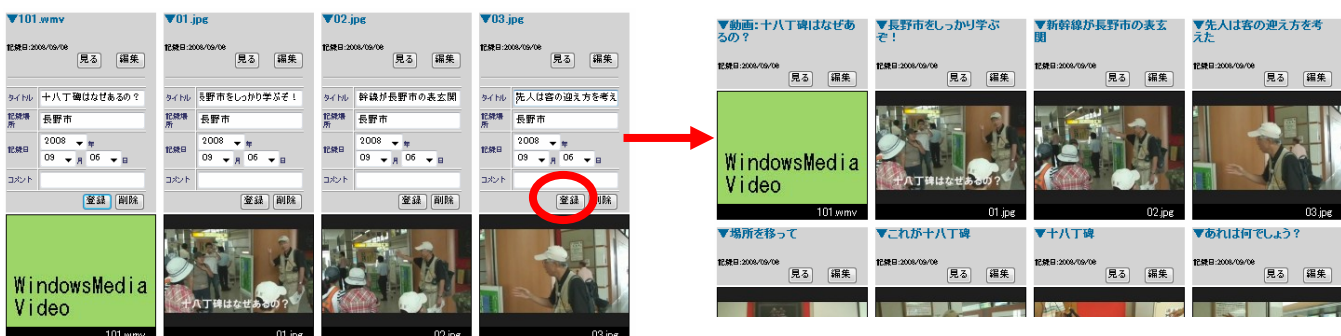 ▼101.wmv
記録日:2008/09/06
見る 編集
タイトル 十八丁碑はなぜあるの？
記録場所 長野市
記録日 2008 年
09 月 06 日
コメント
登録 削除
WindowsMedia
Video
101.wmv
▼01.jpg
記録日:2008/09/06
見る 編集
タイトル 長野市をしっかり学ぶぞ！
記録場所 長野市
記録日 2008 年
09 月 06 日
コメント
登録 削除
十八丁碑はなぜあるの？
01.jpg
▼02.jpg
記録日:2008/09/06
見る 編集
タイトル 幹線が長野市の表玄関
記録場所 長野市
記録日 2008 年
09 月 06 日
コメント
登録 削除
02.jpg
▼03.jpg
記録日:2008/09/06
見る 編集
タイトル 先人は客の迎え方を考え
記録場所 長野市
記録日 2008 年
09 月 06 日
コメント
登録 削除
03.jpg
▼動画:十八丁碑はなぜあ
るの？
記録日:2008/09/06
見る 編集
WindowsMedia
Video
101.wmv
▼長野市をしっかり学ぶ
ぞ！
記録日:2008/09/06
見る 編集
十八丁碑はなぜあるの？
01.jpg
▼新幹線が長野市の表玄
関
記録日:2008/09/06
見る 編集
02.jpg
▼先人は客の迎え方を考
えた
記録日:2008/09/06
見る 編集
03.jpg
▼場所を移って
記録日:2008/09/06
見る 編集
▼これが十八丁碑
記録日:2008/09/06
見る 編集
▼十八丁碑
記録日:2008/09/06
見る 編集
▼あれは何でしょう？
記録日:2008/09/06
見る 編集